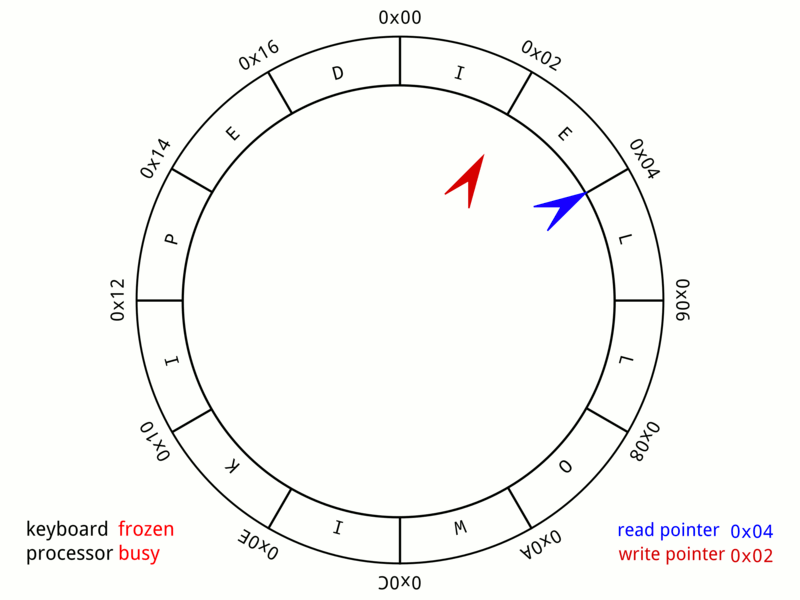 0x00
0x02
0x04
0x06
0x08
0x0A
0x0C
0x0E
0x10
0x12
0x14
0x16
I
E
L
L
O
W
I
K
I
P
E
D
keyboard frozen
processor busy
read pointer 0x04
write pointer 0x02